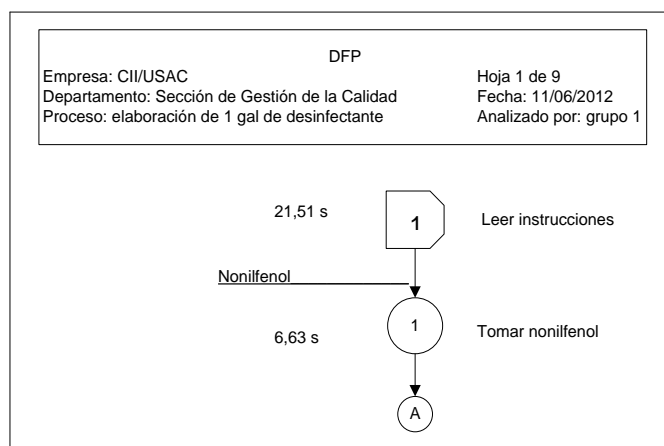 DFP
Empresa: CII/USAC
Hoja 1 de 9
Departamento: Sección de Gestión de la Calidad
Fecha: 11/06/2012
Proceso: elaboración de 1 gal de desinfectante
Analizado por: grupo 1
21,51 s
1
Leer instrucciones
Nonilfenol
6,63 s
1
Tomar nonilfenol
A